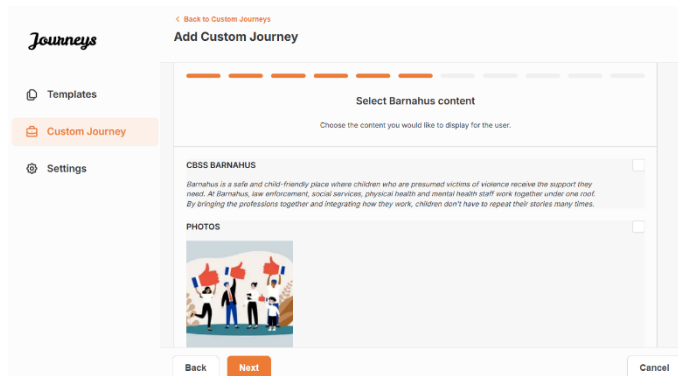 Journeys
Templates
Custom Journey
Settings
< Back to Custom Journeys
Add Custom Journey
Select Barnahus content
Choose the content you would like to display for the user.
CBSS BARNAHUS
Barnahus is a safe and child-friendly place where children who are presumed victims of violence receive the support they
need. At Barnahus, law enforcement, social services, physical health and mental health staff work together under one roof.
By bringing the professions together and integrating how they work, children don't have to repeat their stories many times.
PHOTOS
Back
Next
Cancel